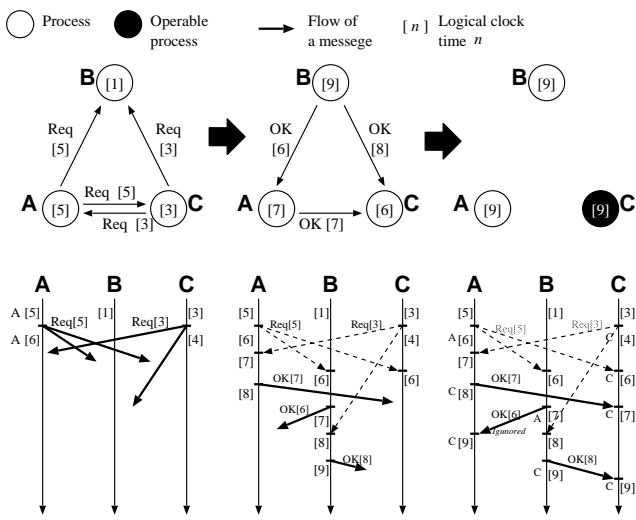 Process
Operable
process
Flow of
a messege
[ n ] Logical clock
time n
B
[1]
Req
[5]
Req
[3]
A
[5]
Req [5]
Req [3]
[3]
C
B
[9]
OK
[6]
OK
[8]
A
[7]
OK [7]
[6]
C
B
[9]
A
[9]
[9]
C
A B C
A [5] [1] [3]
Req[5] Req[3]
A [6] [4]
A B C
[5] [1] [3]
Req[5] Req[3]
[6] [4]
[7]
[6] [6]
[8] OK[7]
OK[6]
[7]
[8]
OK[8]
[9]
A B C
[5] [1] [3]
Req[5] Req[3]
A [6] C [4]
[7]
[6] C [6]
C [8] OK[7]
OK[6] A [7] C [7]
C [9] Igunored [8]
OK[8]
C [9] C [9]